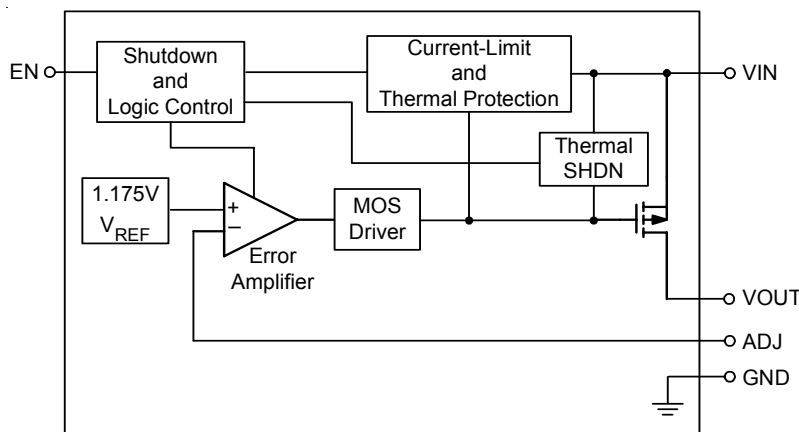 EN
Shutdown
and
Logic Control
Current-Limit
and
Thermal Protection
VIN
Thermal
SHDN
1.175V
VREF
+
−
Error
Amplifier
MOS
Driver
VOUT
ADJ
GND